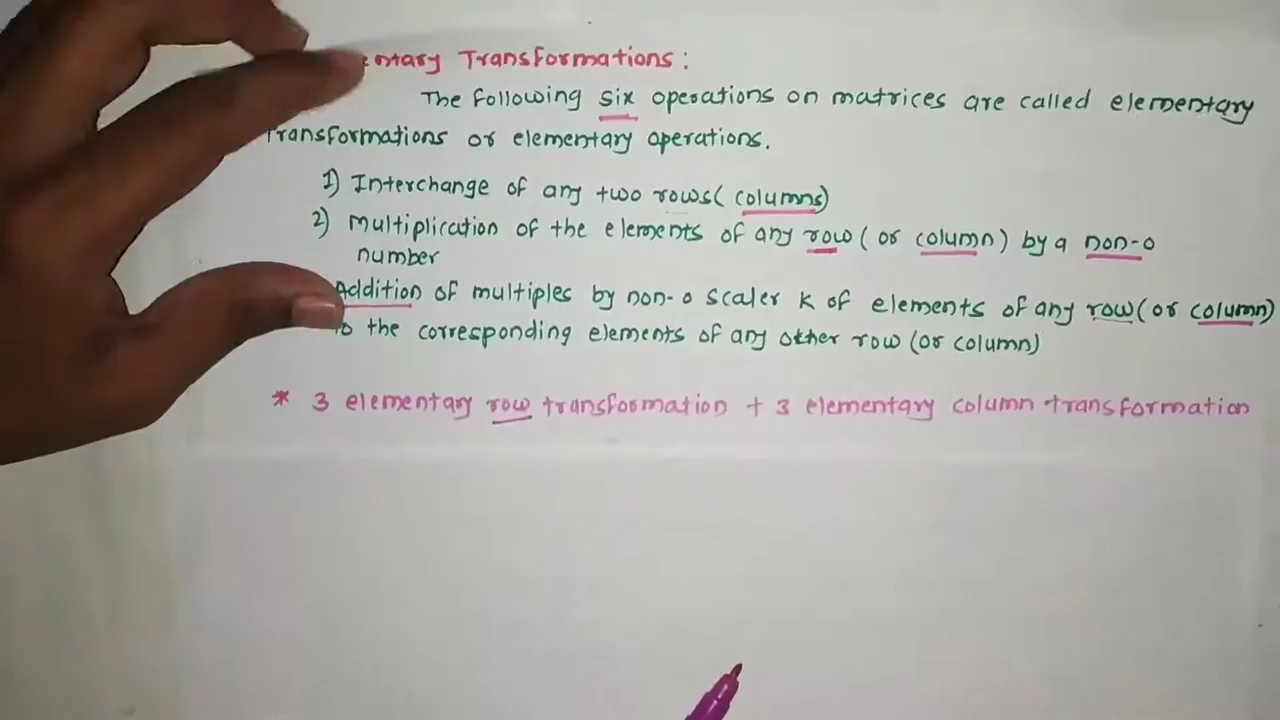 entary Transformations:
The following six operations on matrices are called elementary
Transformations or elementary operations.
1) Interchange of any two rows( columns)
2) Multiplication of the elements of any row ( or column ) by a non-0
number
Addition of multiples by non-0 scaler K of elements of any row (or column)
to the corresponding elements of any other row (or column)
* 3 elementary row transformation + 3 elementary column transformation